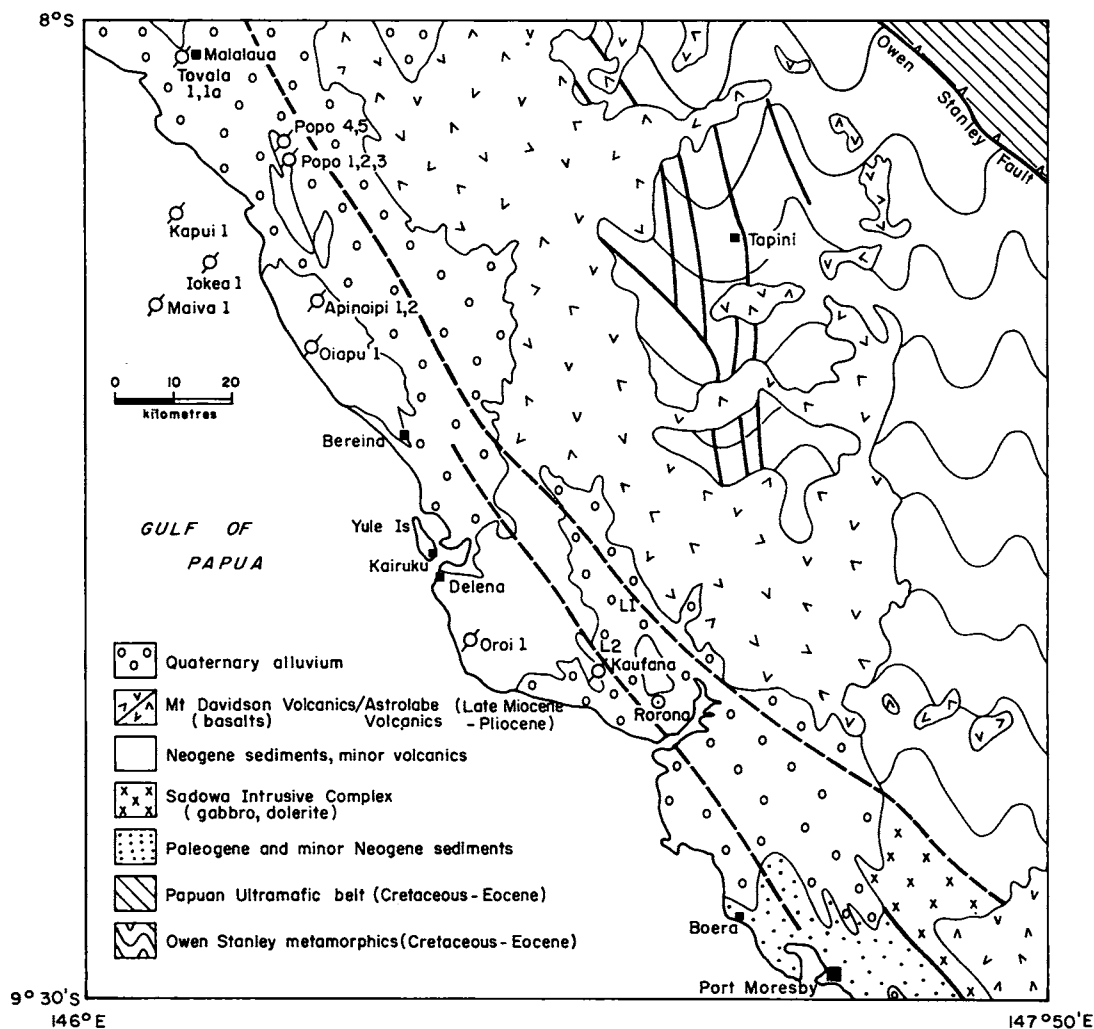 8°S
Malalaua
Tovala
1,1a
Popo 4,5
Popo 1,2,3
Kapui 1
Iokea 1
Maiva 1
Apinaipi 1,2
Oiapu 1
0 10 20
kilometres
Bereina
Owen
Stanley
Fault
Tapini
GULF OF
PAPUA
Yule Is
Kairuku
Delena
Oroi 1
L1
L2
Kaufana
Rorona
Quaternary alluvium
Mt Davidson Volcanics/Astrolabe (Late Miocene
(basalts) Volcanics -Pliocene)
Neogene sediments, minor volcanics
Sadowa Intrusive Complex
(gabbro, dolerite)
Paleogene and minor Neogene sediments
Papuan Ultramafic belt (Cretaceous-Eocene)
Owen Stanley metamorphics (Cretaceous-Eocene)
Boera
Port Moresby
9°30'S
146°E
147°50'E